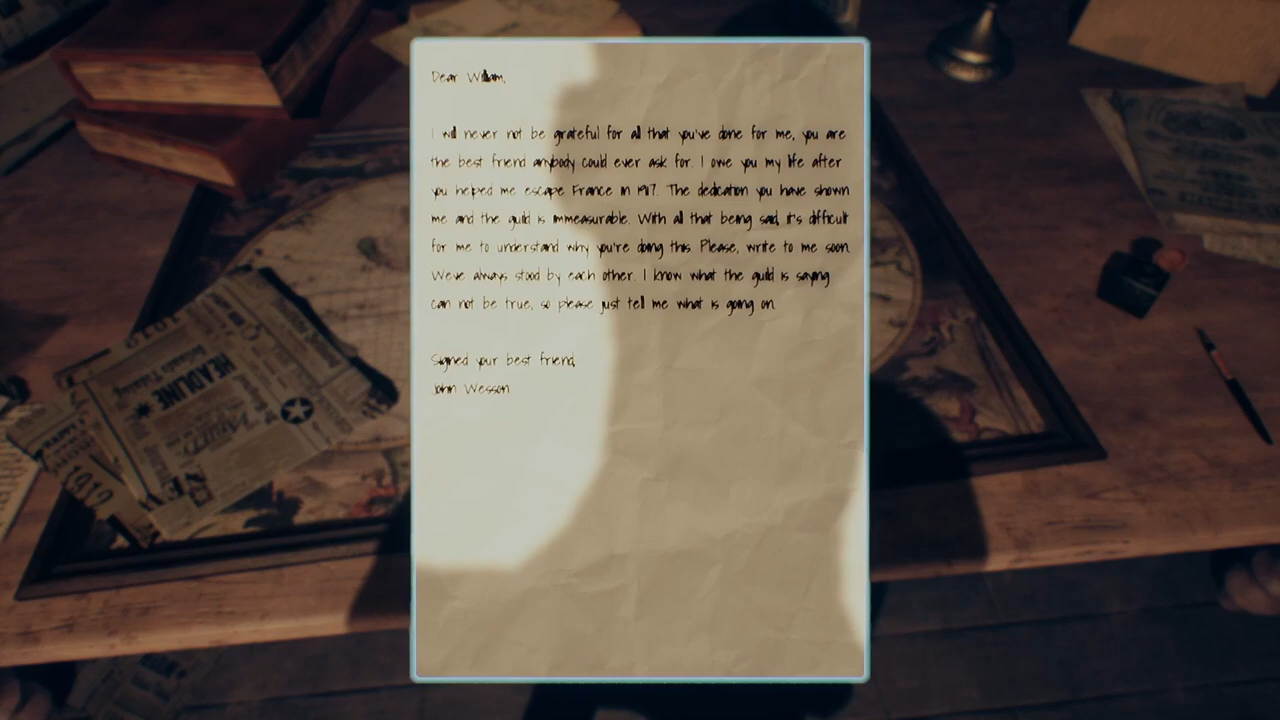 Dear William,
I will never not be grateful for all that you've done for me, you are
the best friend anybody could ever ask for. I owe you my life after
you helped me escape France in 1917. The dedication you have shown
me and the guild is immeasurable. With all that being said, it's difficult
for me to understand why you're doing this. Please, write to me soon.
We've always stood by each other. I know what the guild is saying
can not be true, so please just tell me what is going on.
Signed your best friend,
John Wesson
HEADLINE
VARIETY
1912